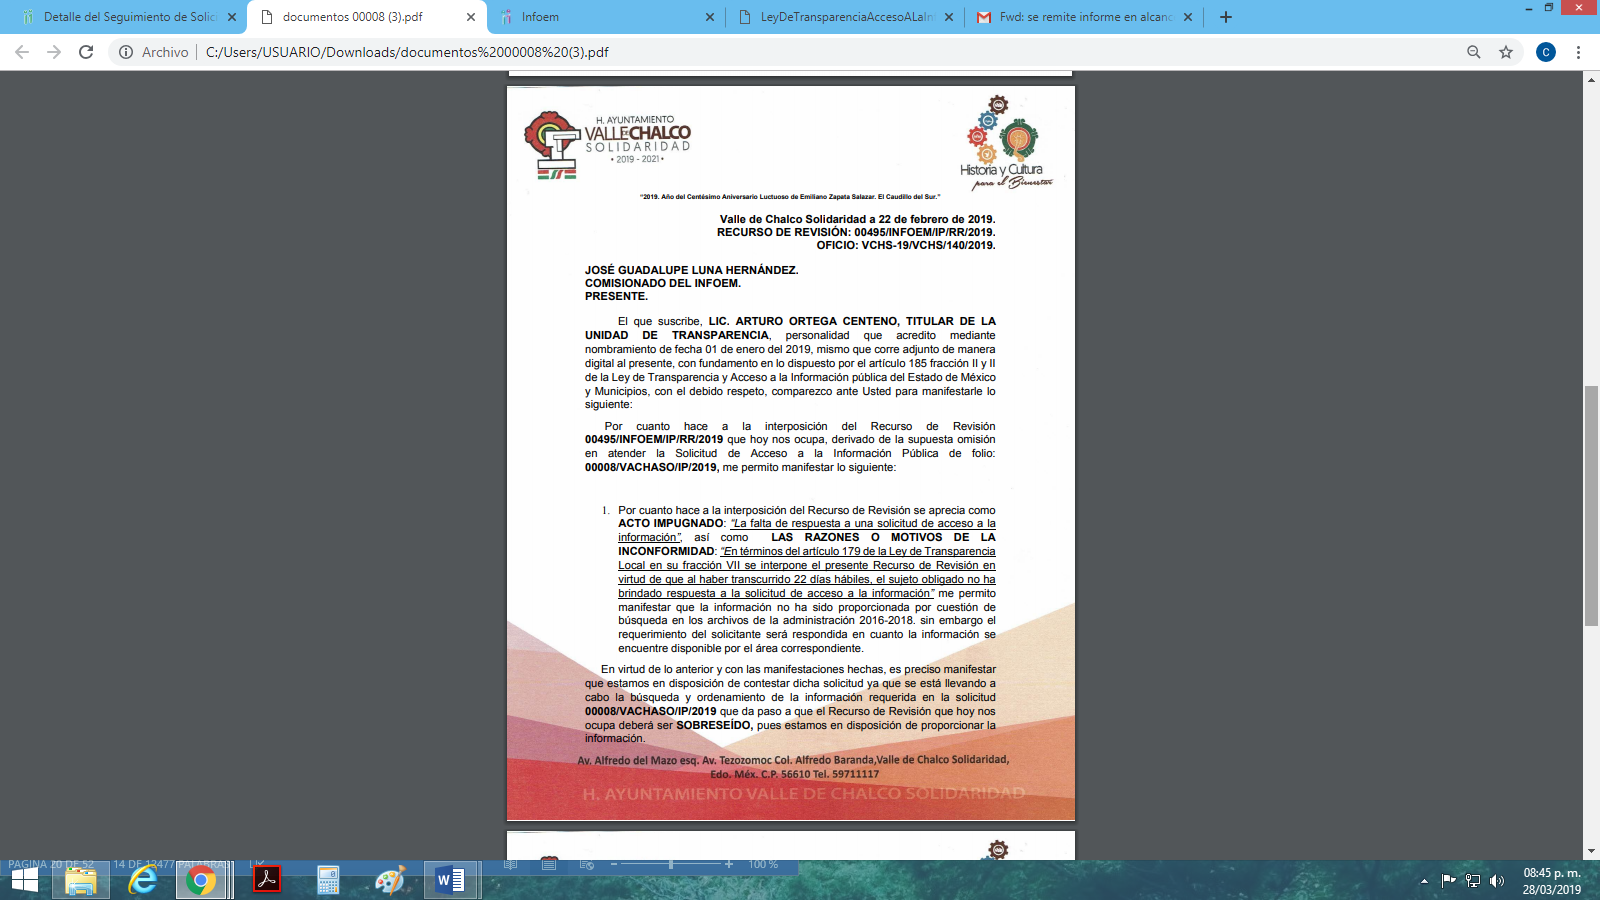 Detalle del Seguimiento de Solici
documentos 00008 (3).pdf
Infoem
LeyDeTransparenciaAccesoALaInf
Fwd: se remite informe en alcanc
Archivo
C:/Users/USUARIO/Downloads/documentos%2000008%20(3).pdf
C
H. AYUNTAMIENTO
VALLE DE CHALCO
SOLIDARIDAD
• 2019 - 2021 •
Historia y Cultura
para el Bienestar
“2019. Año del Centésimo Aniversario Luctuoso de Emiliano Zapata Salazar. El Caudillo del Sur.”
Valle de Chalco Solidaridad a 22 de febrero de 2019.
RECURSO DE REVISIÓN: 00495/INFOEM/IP/RR/2019.
OFICIO: VCHS-19/VCHS/140/2019.
JOSÉ GUADALUPE LUNA HERNÁNDEZ.
COMISIONADO DEL INFOEM.
PRESENTE.
El que suscribe, LIC. ARTURO ORTEGA CENTENO, TITULAR DE LA
UNIDAD DE TRANSPARENCIA, personalidad que acredito mediante
nombramiento de fecha 01 de enero del 2019, mismo que corre adjunto de manera
digital al presente, con fundamento en lo dispuesto por el artículo 185 fracción II y II
de la Ley de Transparencia y Acceso a la Información pública del Estado de México
y Municipios, con el debido respeto, comparezco ante Usted para manifestarle lo
siguiente:
Por cuanto hace a la interposición del Recurso de Revisión
00495/INFOEM/IP/RR/2019 que hoy nos ocupa, derivado de la supuesta omisión
en atender la Solicitud de Acceso a la Información Pública de folio:
00008/VACHASO/IP/2019, me permito manifestar lo siguiente:
1. Por cuanto hace a la interposición del Recurso de Revisión se aprecia como
ACTO IMPUGNADO: “La falta de respuesta a una solicitud de acceso a la
información”, así como LAS RAZONES O MOTIVOS DE LA
INCONFORMIDAD: “En términos del artículo 179 de la Ley de Transparencia
Local en su fracción VII se interpone el presente Recurso de Revisión en
virtud de que al haber transcurrido 22 días hábiles, el sujeto obligado no ha
brindado respuesta a la solicitud de acceso a la información” me permito
manifestar que la información no ha sido proporcionada por cuestión de
búsqueda en los archivos de la administración 2016-2018. sin embargo el
requerimiento del solicitante será respondida en cuanto la información se
encuentre disponible por el área correspondiente.
En virtud de lo anterior y con las manifestaciones hechas, es preciso manifestar
que estamos en disposición de contestar dicha solicitud ya que se está llevando a
cabo la búsqueda y ordenamiento de la información requerida en la solicitud
00008/VACHASO/IP/2019 que da paso a que el Recurso de Revisión que hoy nos
ocupa deberá ser SOBRESEÍDO, pues estamos en disposición de proporcionar la
información.
Av. Alfredo del Mazo esq. Av. Tezozomoc Col. Alfredo Baranda,Valle de Chalco Solidaridad,
Edo. Méx. C.P. 56610 Tel. 59711117
H. AYUNTAMIENTO VALLE DE CHALCO SOLIDARIDAD
PÁGINA 20 DE 52 14 DE 13477 PALABRAS 100 %
08:45 p. m.
28/03/2019